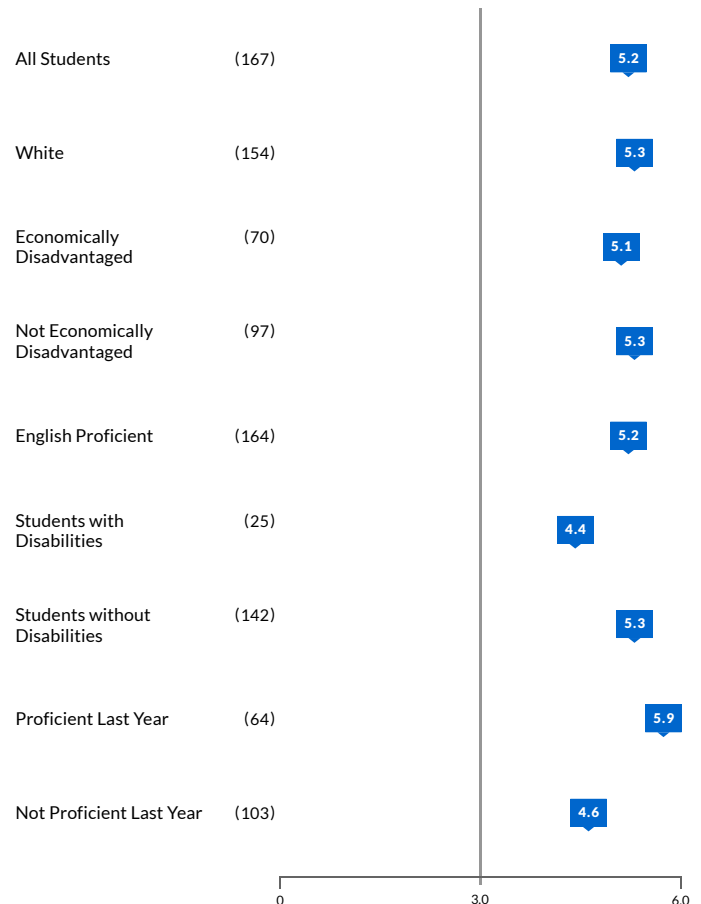 All Students (167) 5.2
White (154) 5.3
Economically (70) 5.1
Disadvantaged
Not Economically (97) 5.3
Disadvantaged
English Proficient (164) 5.2
Students with (25) 4.4
Disabilities
Students without (142) 5.3
Disabilities
Proficient Last Year (64) 5.9
Not Proficient Last Year (103) 4.6
0 3.0 6.0